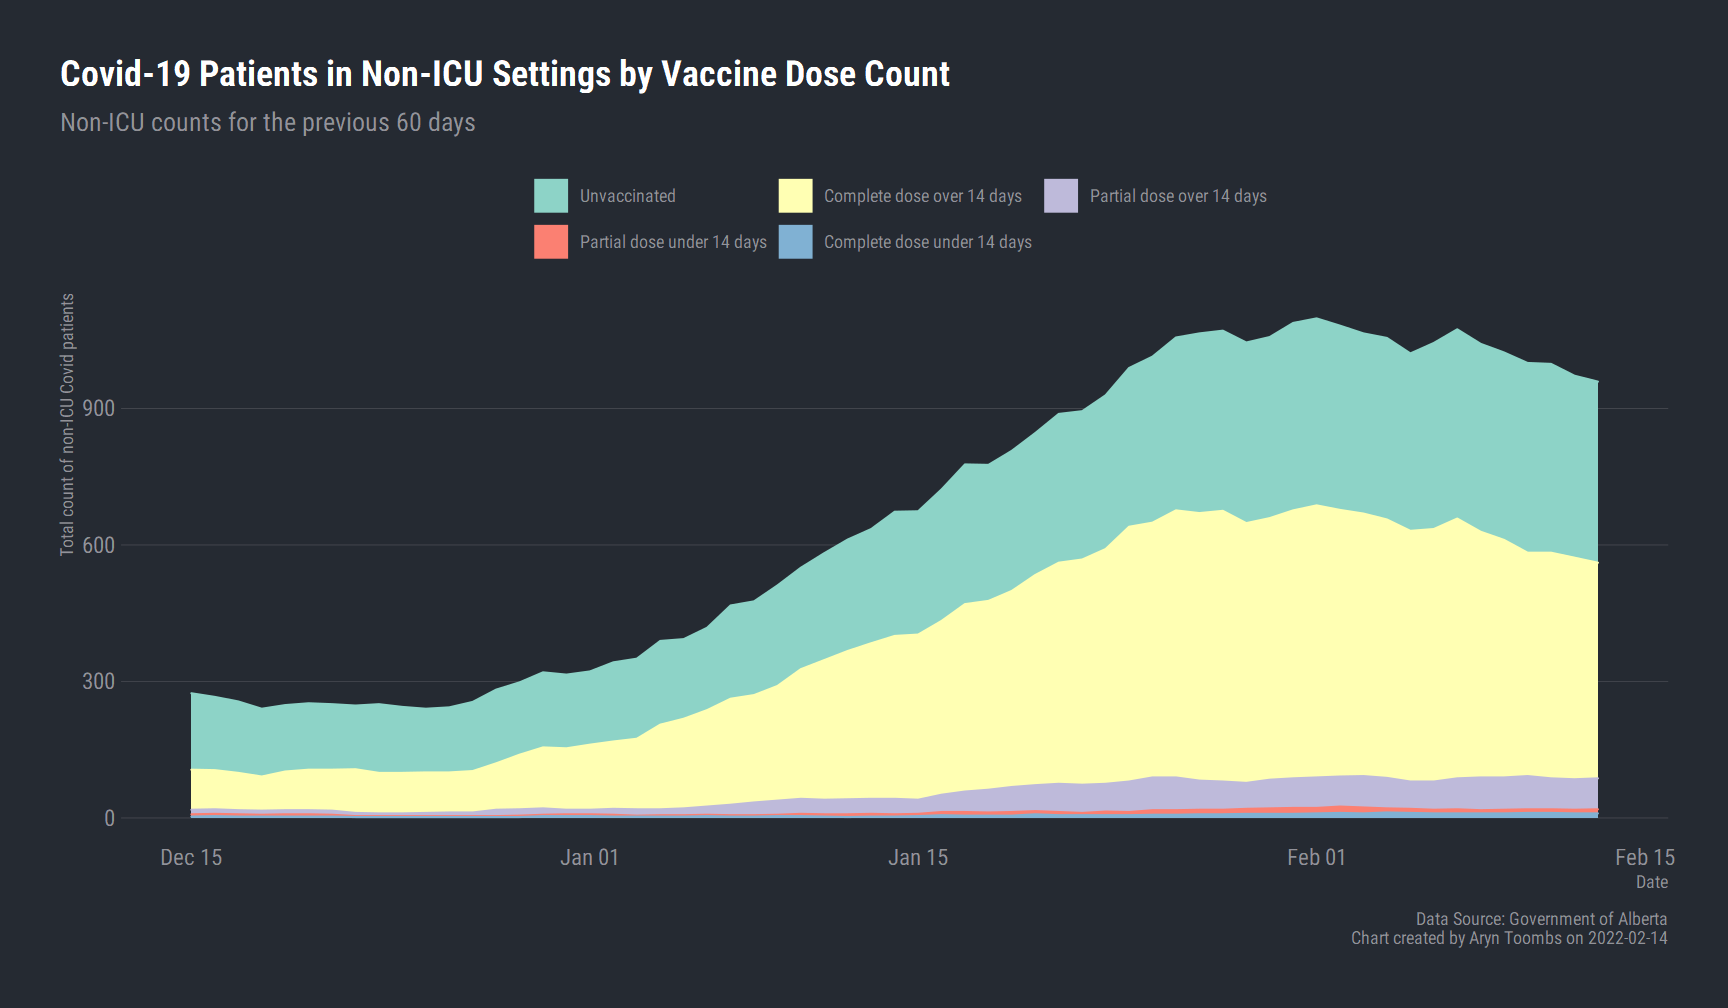 Covid-19 Patients in Non-ICU Settings by Vaccine Dose Count
Non-ICU counts for the previous 60 days
Unvaccinated
Complete dose over 14 days
Partial dose over 14 days
Partial dose under 14 days
Complete dose under 14 days
Total count of non-ICU Covid patients
900
600
300
0
Dec 15
Jan 01
Jan 15
Feb 01
Feb 15
Date
Data Source: Government of Alberta
Chart created by Aryn Toombs on 2022-02-14